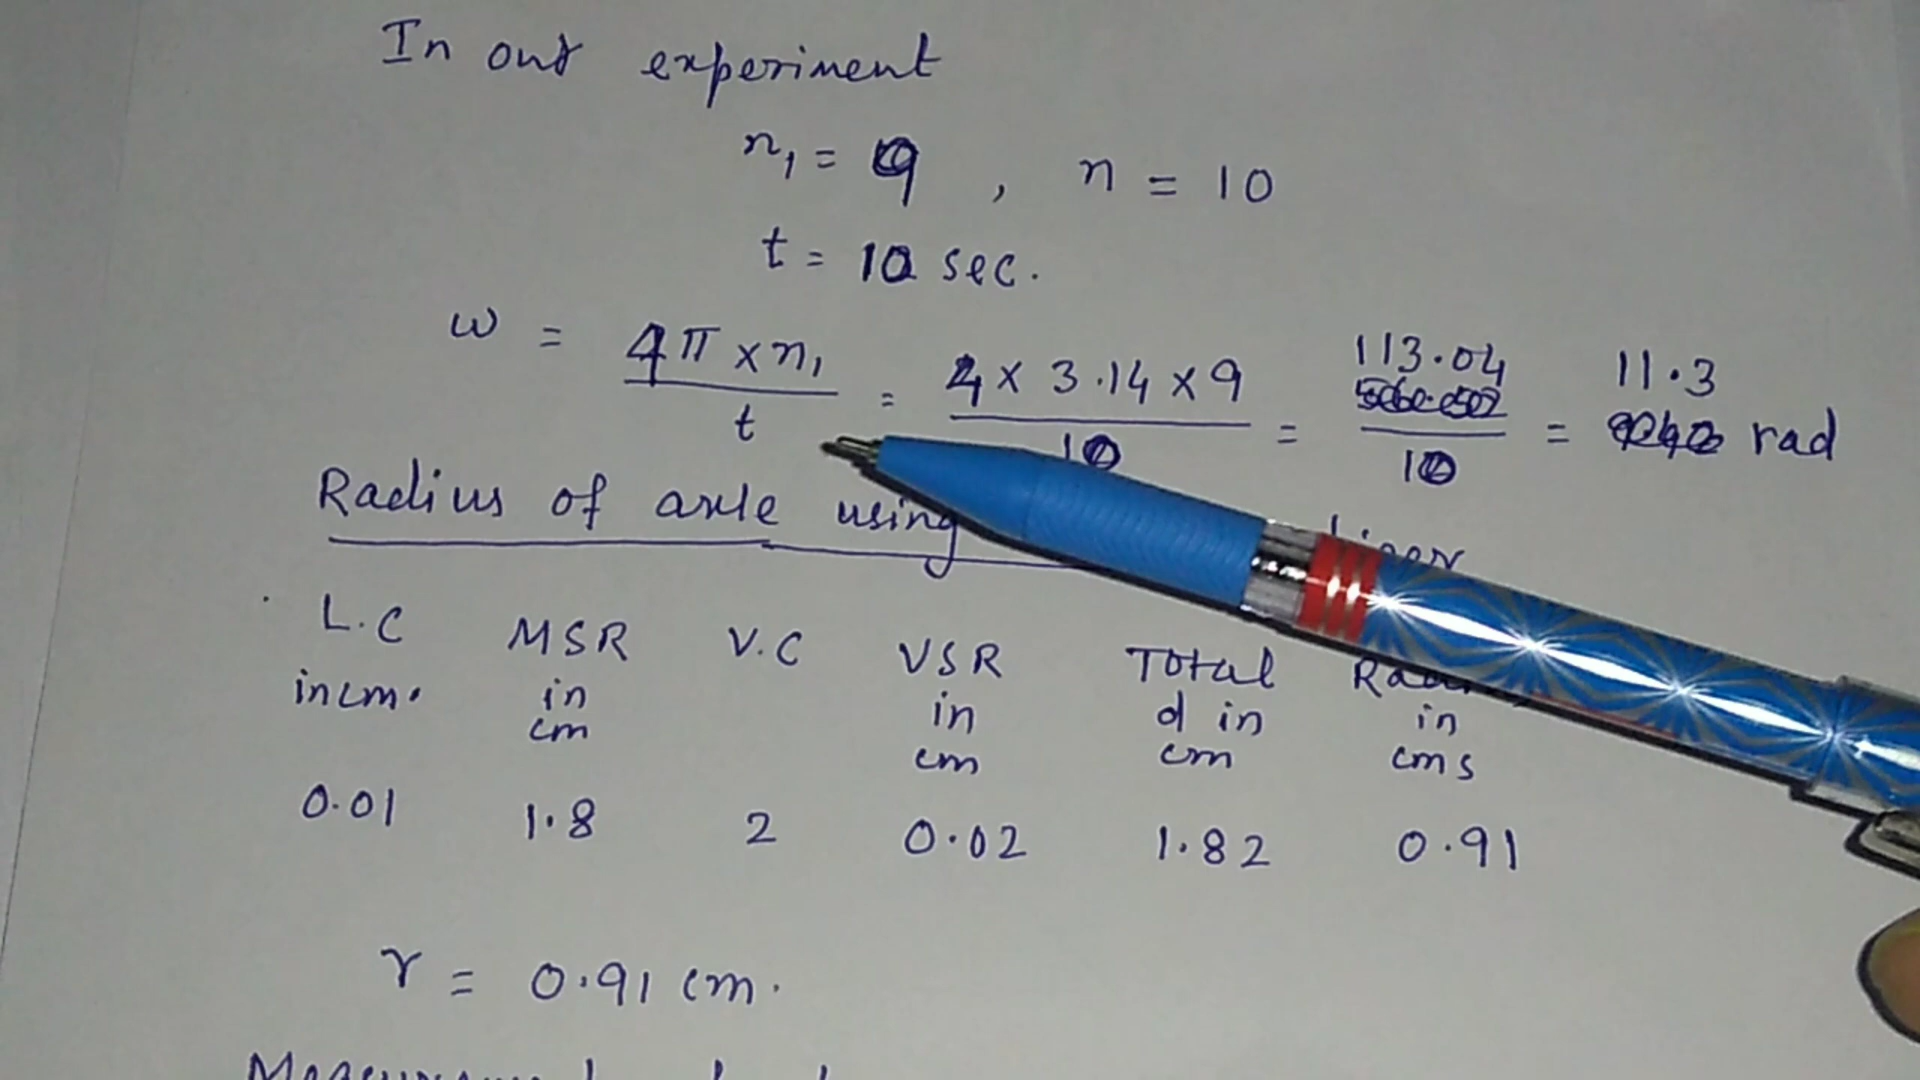 In our experiment
n₁ = 9 , n = 10
t = 10 sec.
ω = 4π × n₁ / t = 4 × 3.14 × 9 / 10 = 113.04 / 10 = 11.3 rad
Radius of axle using
L.C in cm. MSR in cm V.C VSR in cm Total d in cm in cms
0.01 1.8 2 0.02 1.82 0.91
r = 0.91 cm.